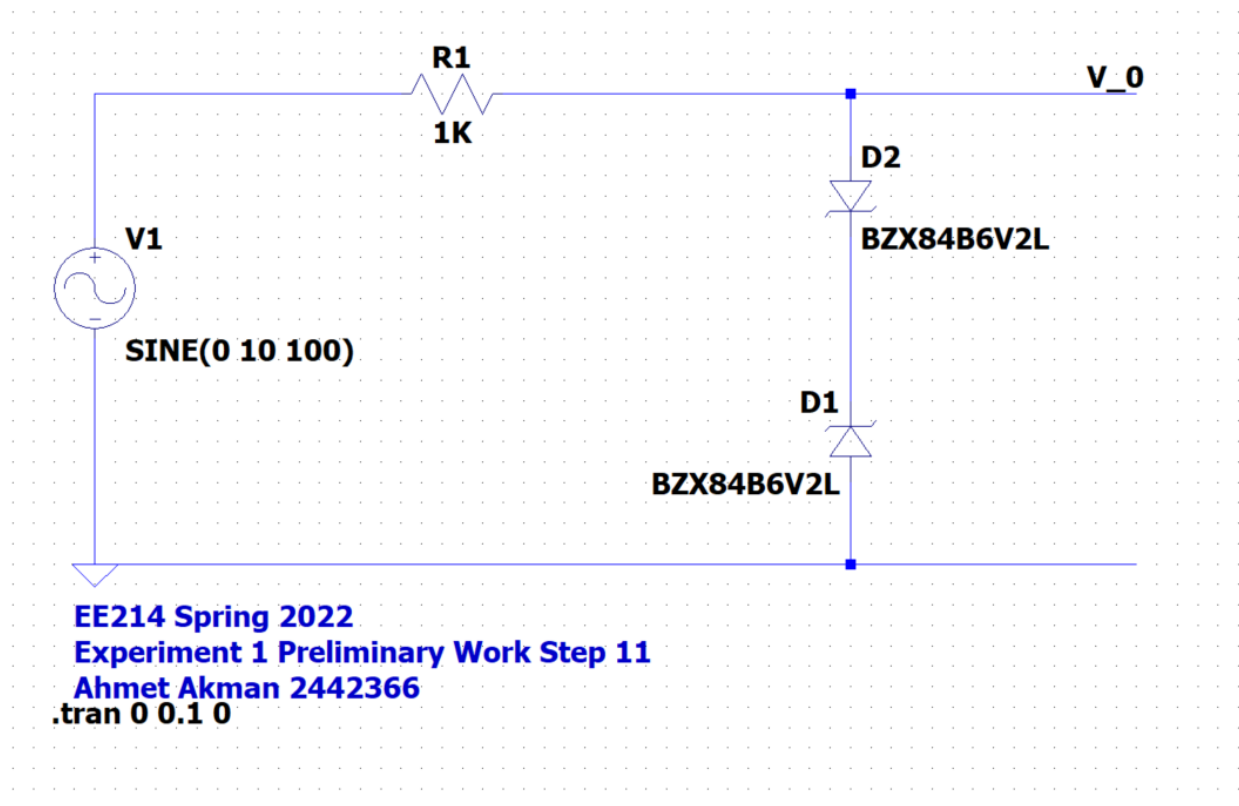 R1
V_0
1K
D2
V1
BZX84B6V2L
SINE(0 10 100)
D1
BZX84B6V2L
EE214 Spring 2022
Experiment 1 Preliminary Work Step 11
Ahmet Akman 2442366
.tran 0 0.1 0